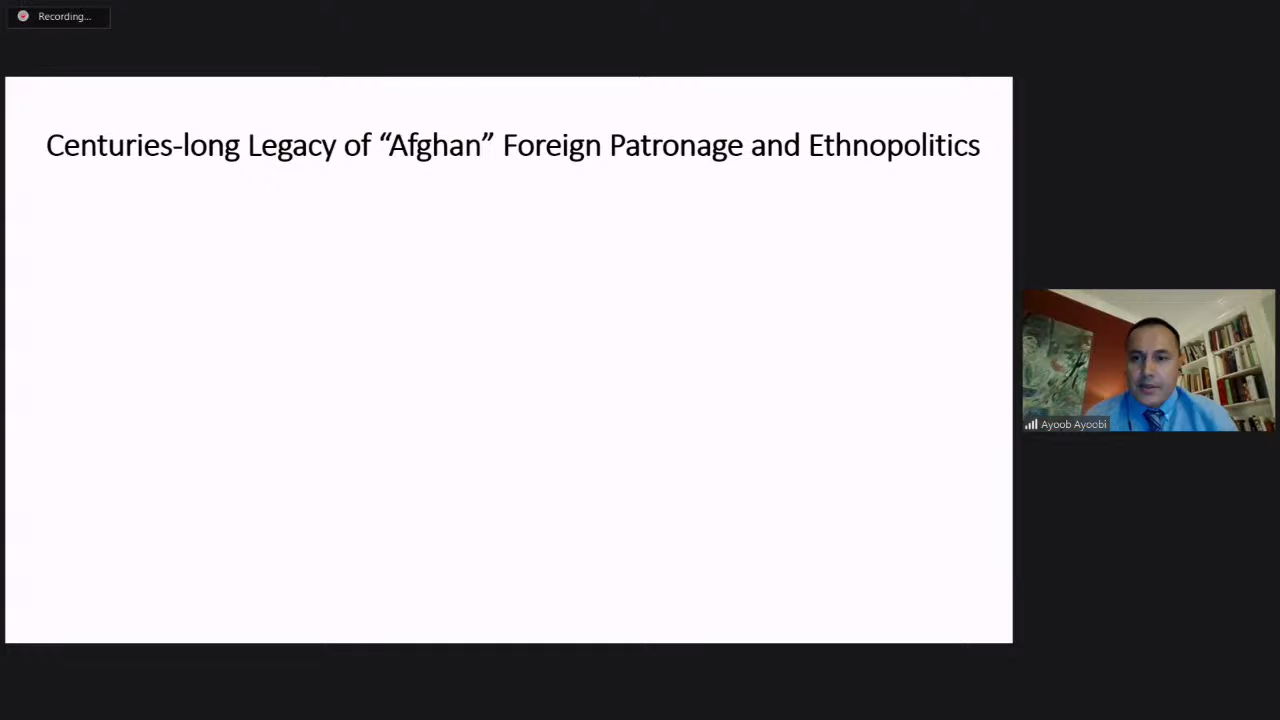 Recording...
Centuries-long Legacy of “Afghan” Foreign Patronage and Ethnopolitics
Ayoob Ayoobi